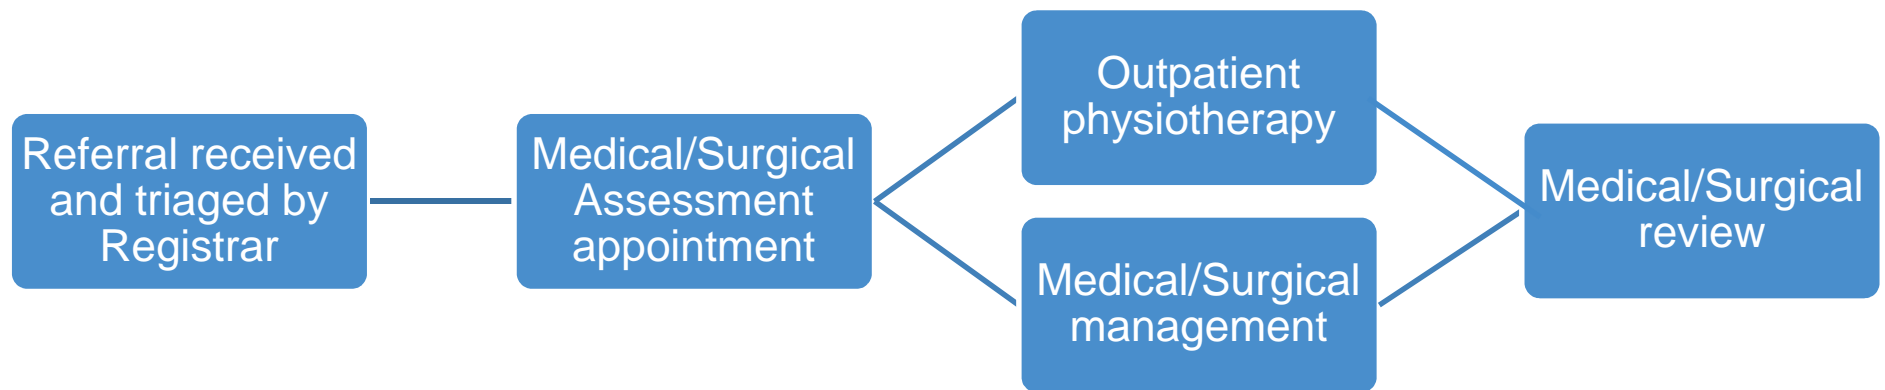 Referral received
and triaged by
Registrar
Medical/Surgical
Assessment
appointment
Outpatient
physiotherapy
Medical/Surgical
management
Medical/Surgical
review